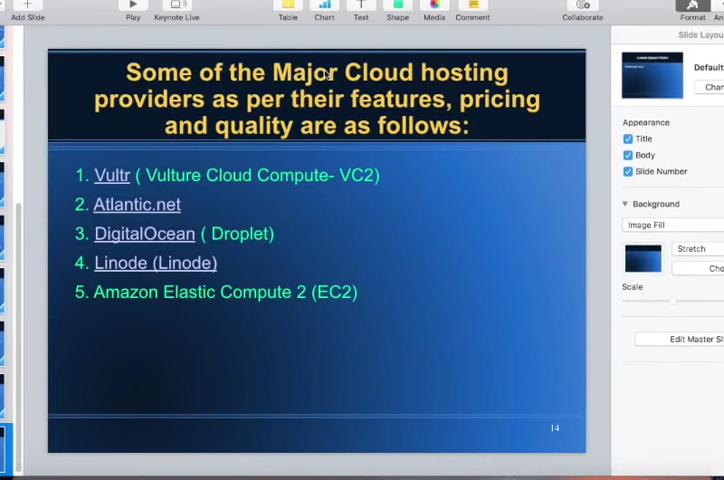 Add Slide
Play
Keynote Live
Table
Chart
Text
Shape
Media
Comment
Collaborate
Format
Slide
Some of the Major Cloud hosting
providers as per their features, pricing
and quality are as follows:
1. Vultr ( Vulture Cloud Compute- VC2)
2. Atlantic.net
3. DigitalOcean ( Droplet)
4. Linode (Linode)
5. Amazon Elastic Compute 2 (EC2)
14
Appearance
Title
Body
Slide Number
Background
Image Fill
Stretch
Scale
Edit Master